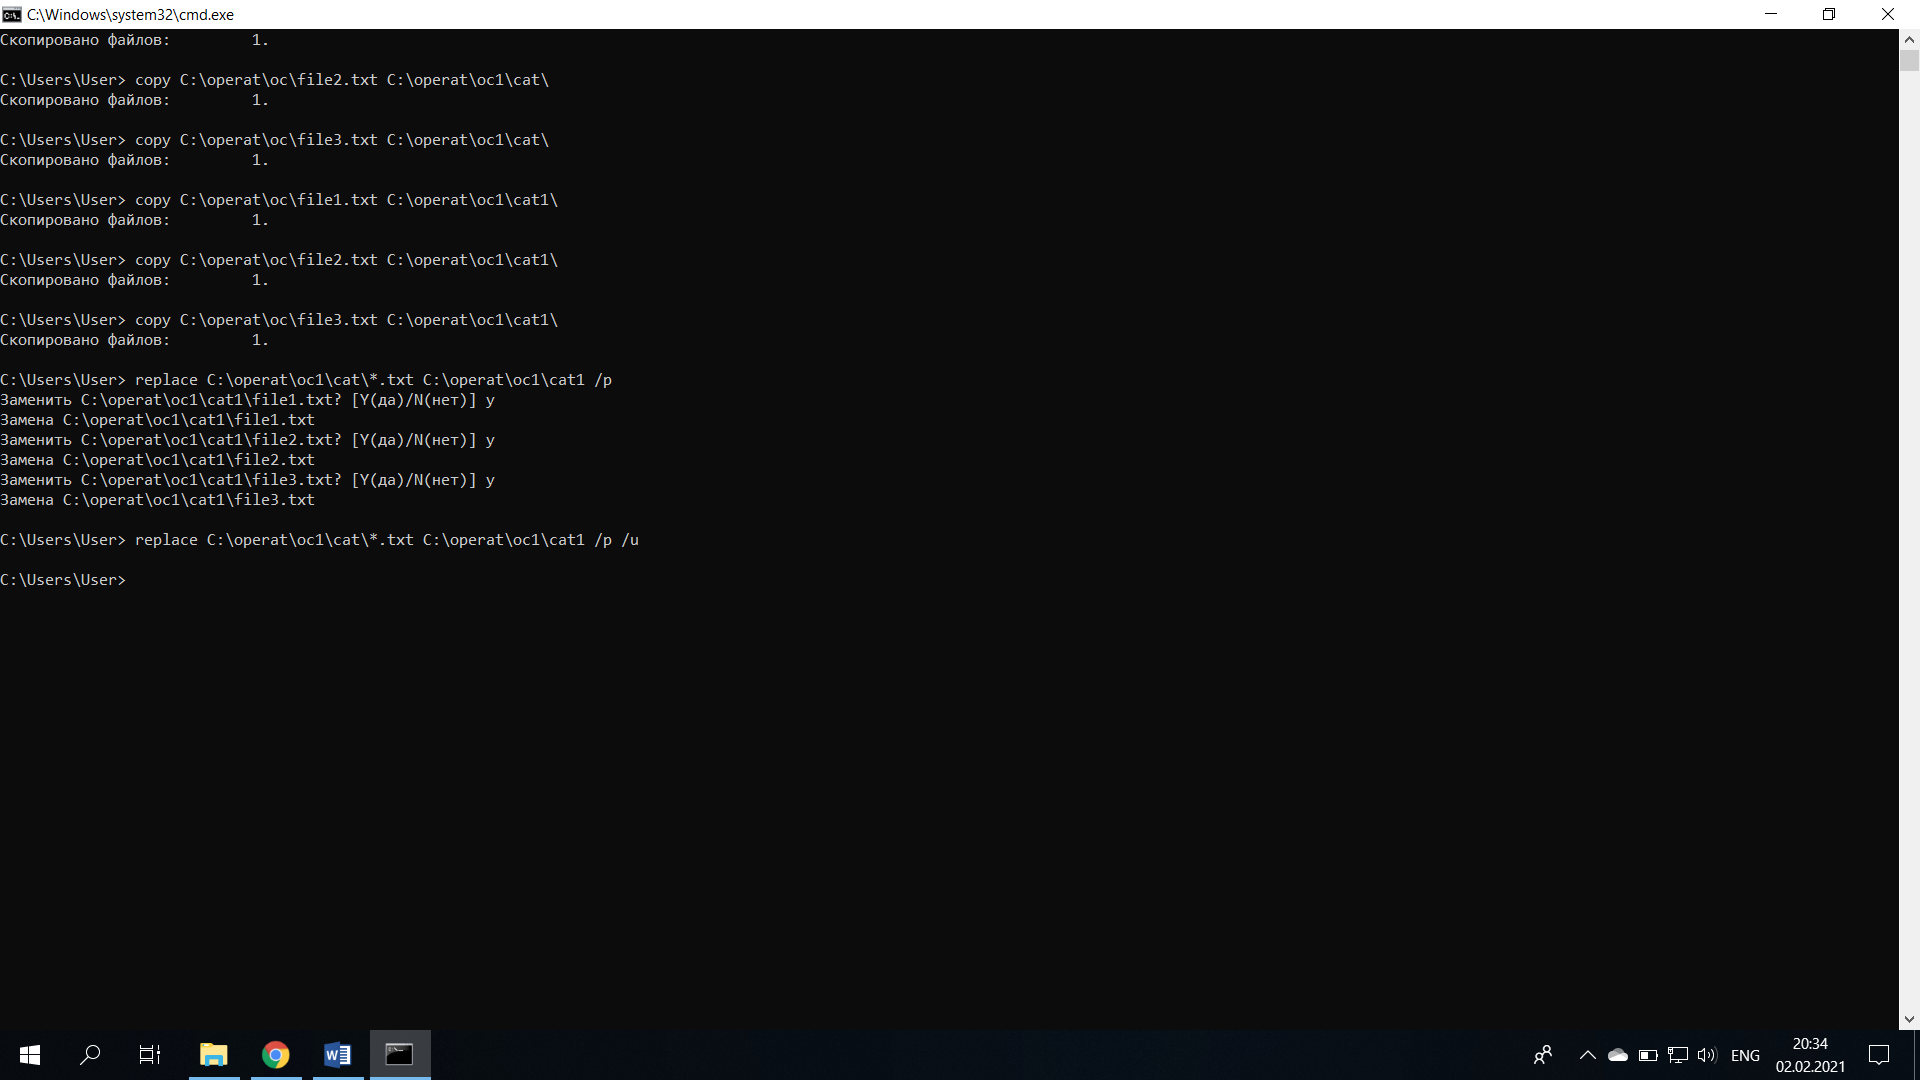 C:\Windows\system32\cmd.exe
Скопировано файлов:         1.
C:\Users\User> copy C:\operat\oc\file2.txt C:\operat\oc1\cat\
Скопировано файлов:         1.
C:\Users\User> copy C:\operat\oc\file3.txt C:\operat\oc1\cat\
Скопировано файлов:         1.
C:\Users\User> copy C:\operat\oc\file1.txt C:\operat\oc1\cat1\
Скопировано файлов:         1.
C:\Users\User> copy C:\operat\oc\file2.txt C:\operat\oc1\cat1\
Скопировано файлов:         1.
C:\Users\User> copy C:\operat\oc\file3.txt C:\operat\oc1\cat1\
Скопировано файлов:         1.
C:\Users\User> replace C:\operat\oc1\cat\*.txt C:\operat\oc1\cat1 /p
Заменить C:\operat\oc1\cat1\file1.txt? [Y(да)/N(нет)] y
Замена C:\operat\oc1\cat1\file1.txt
Заменить C:\operat\oc1\cat1\file2.txt? [Y(да)/N(нет)] y
Замена C:\operat\oc1\cat1\file2.txt
Заменить C:\operat\oc1\cat1\file3.txt? [Y(да)/N(нет)] y
Замена C:\operat\oc1\cat1\file3.txt
C:\Users\User> replace C:\operat\oc1\cat\*.txt C:\operat\oc1\cat1 /p /u
C:\Users\User>
ENG
20:34
02.02.2021